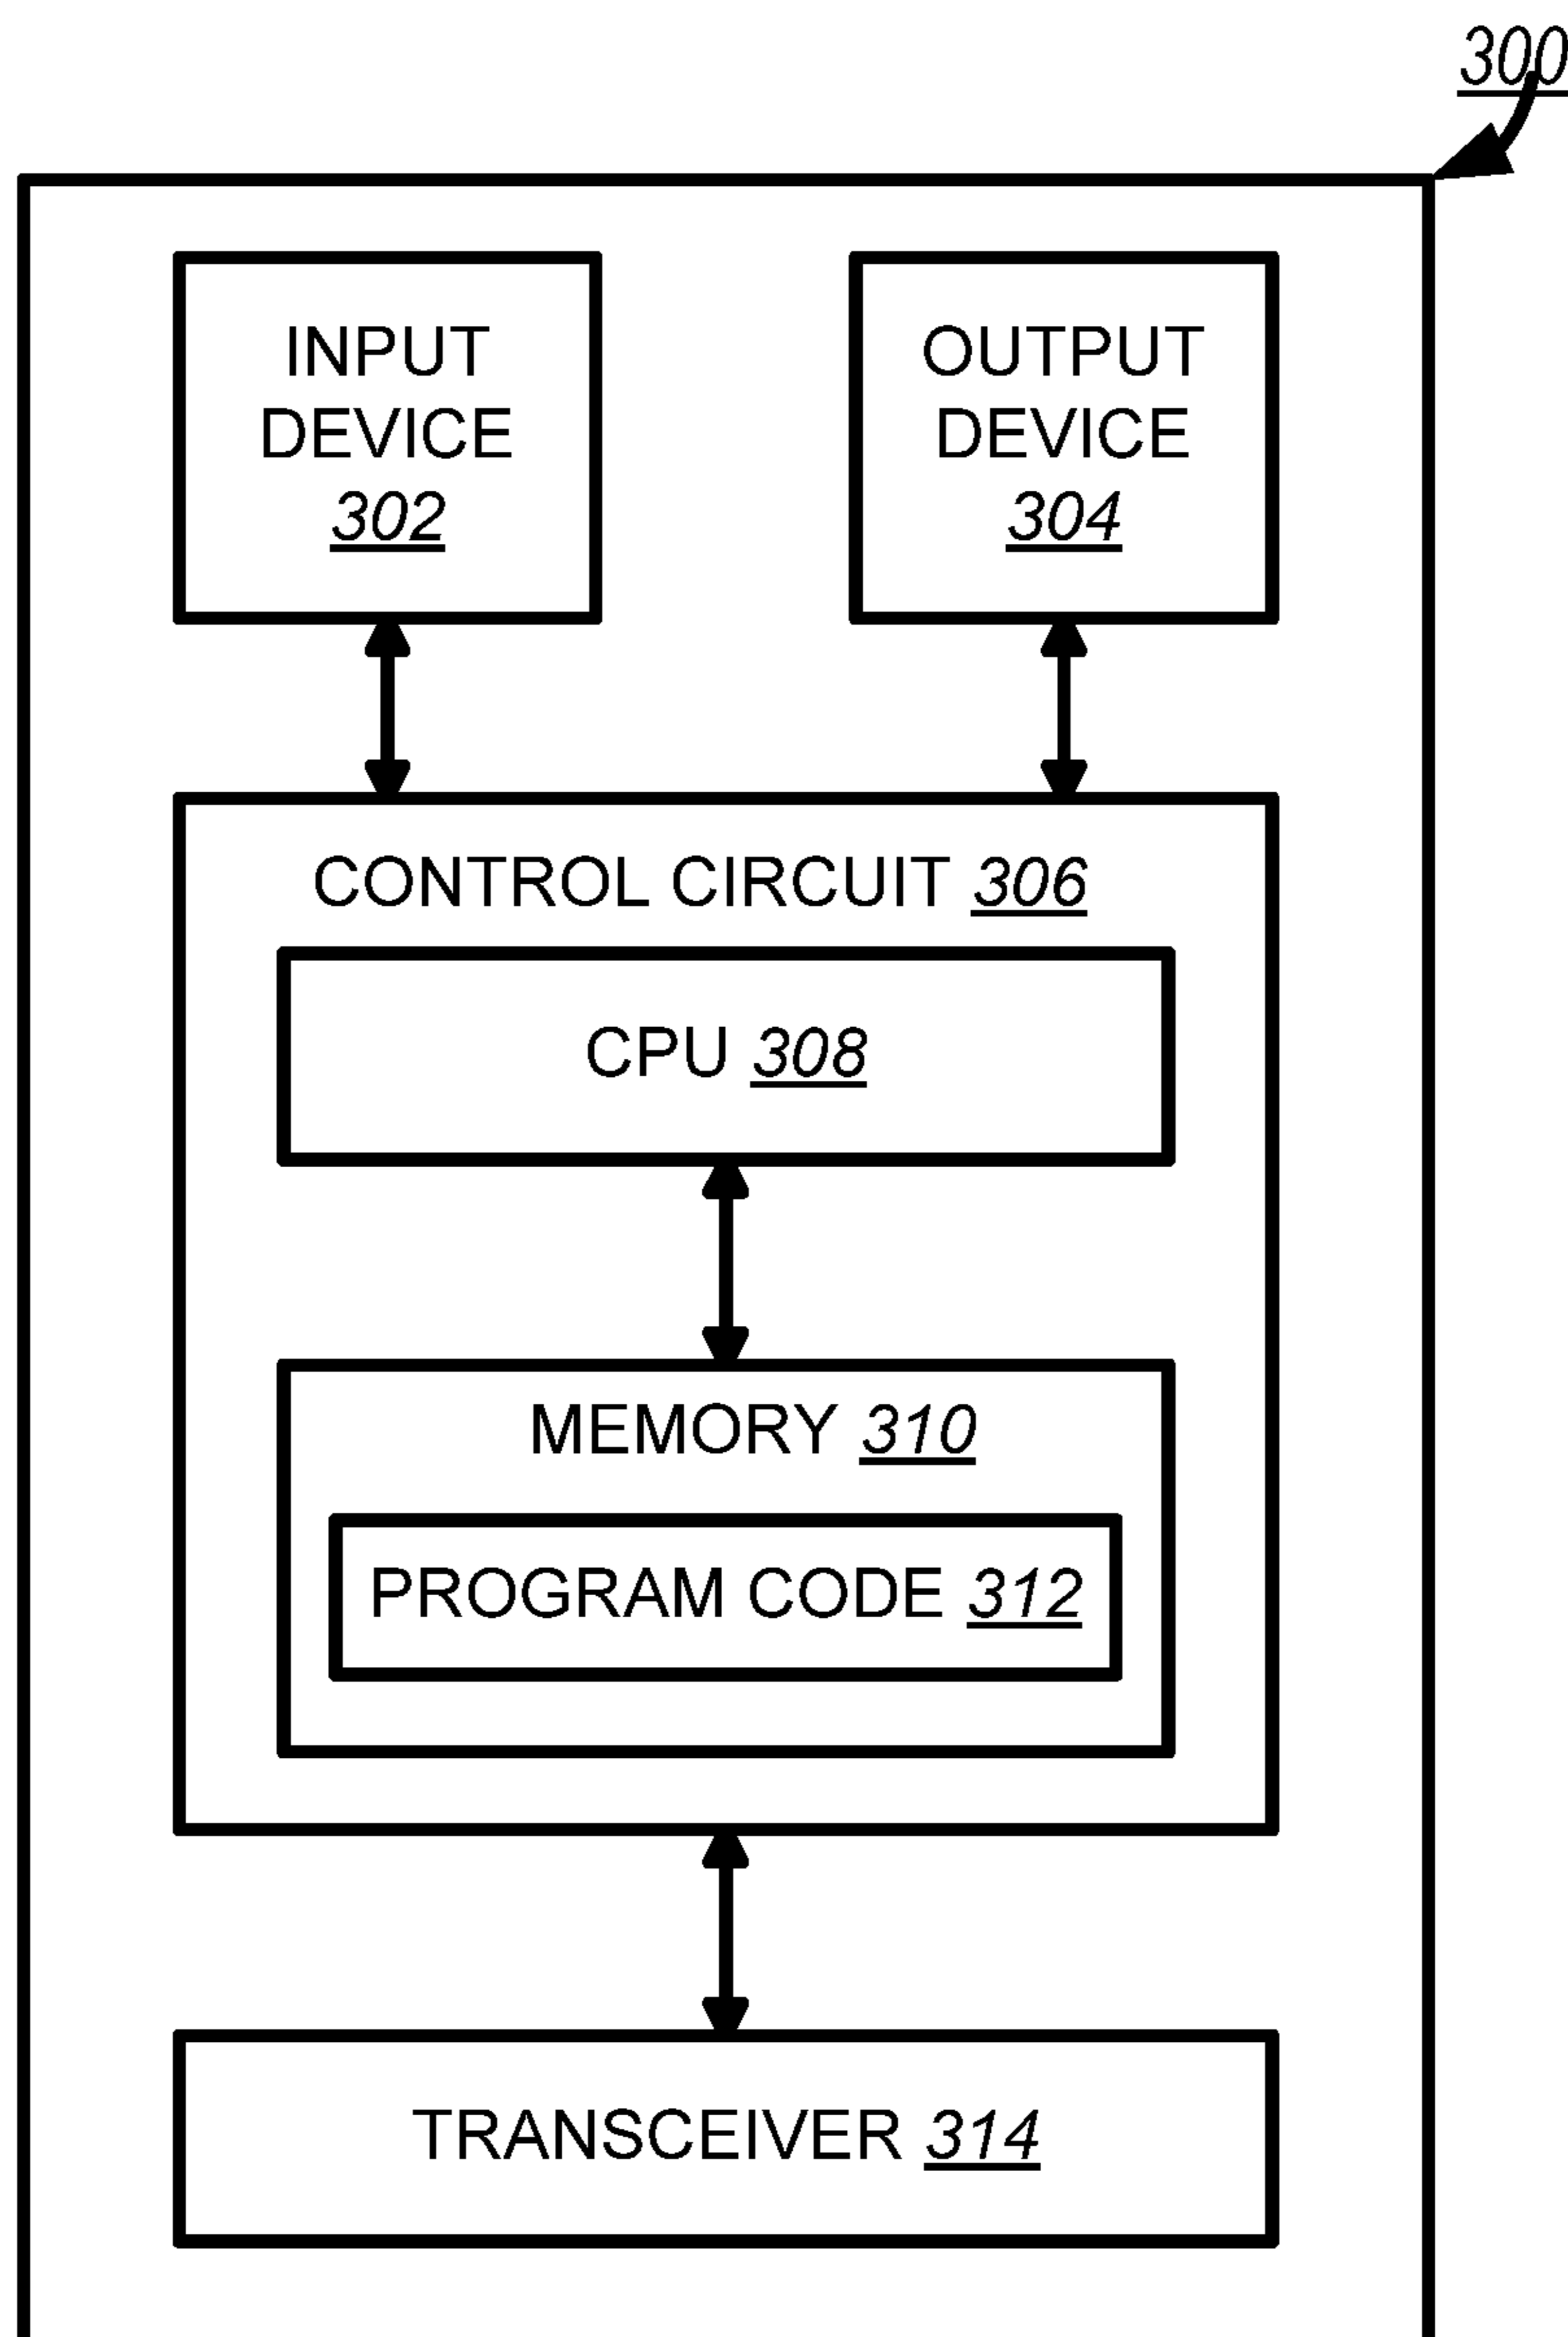 300
INPUT
DEVICE
302
OUTPUT
DEVICE
304
CONTROL CIRCUIT 306
CPU 308
MEMORY 310
PROGRAM CODE 312
TRANSCEIVER 314